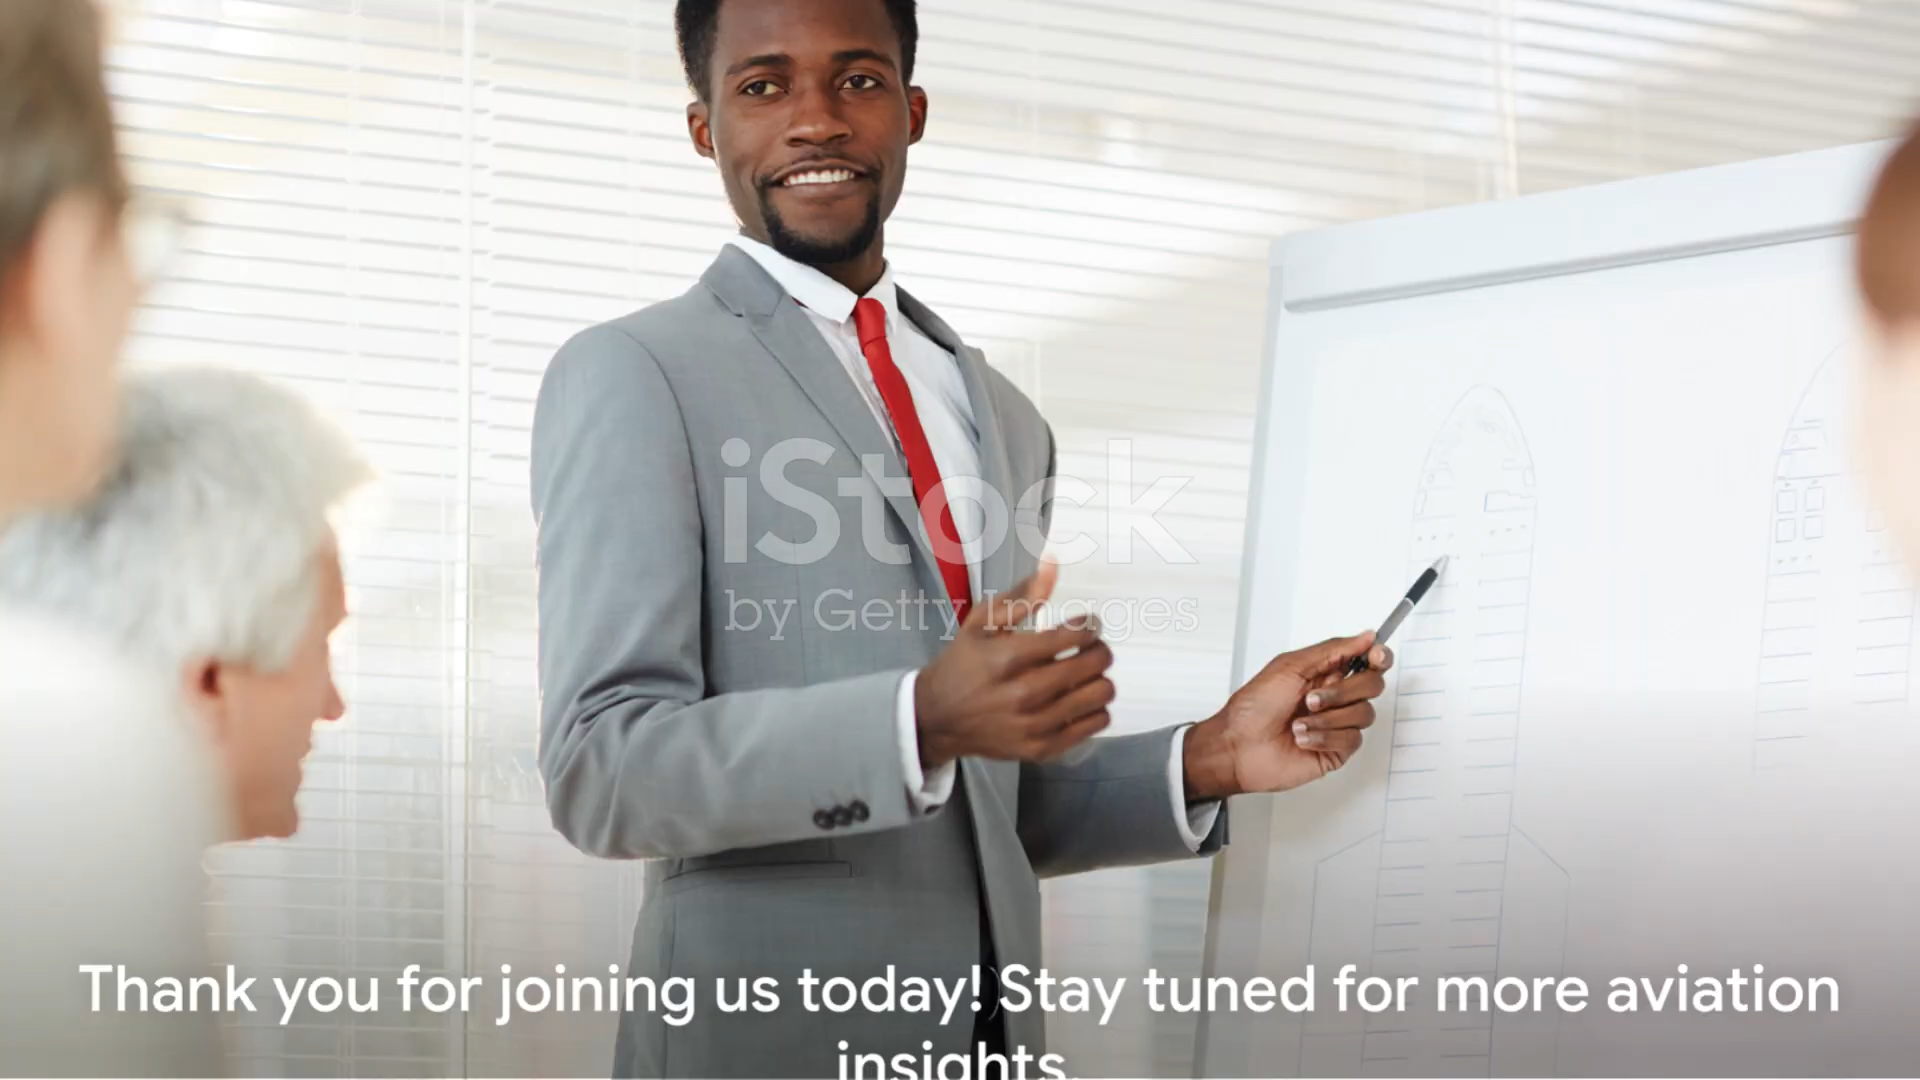 iStock
by Getty Images
Thank you for joining us today! Stay tuned for more aviation
insights.